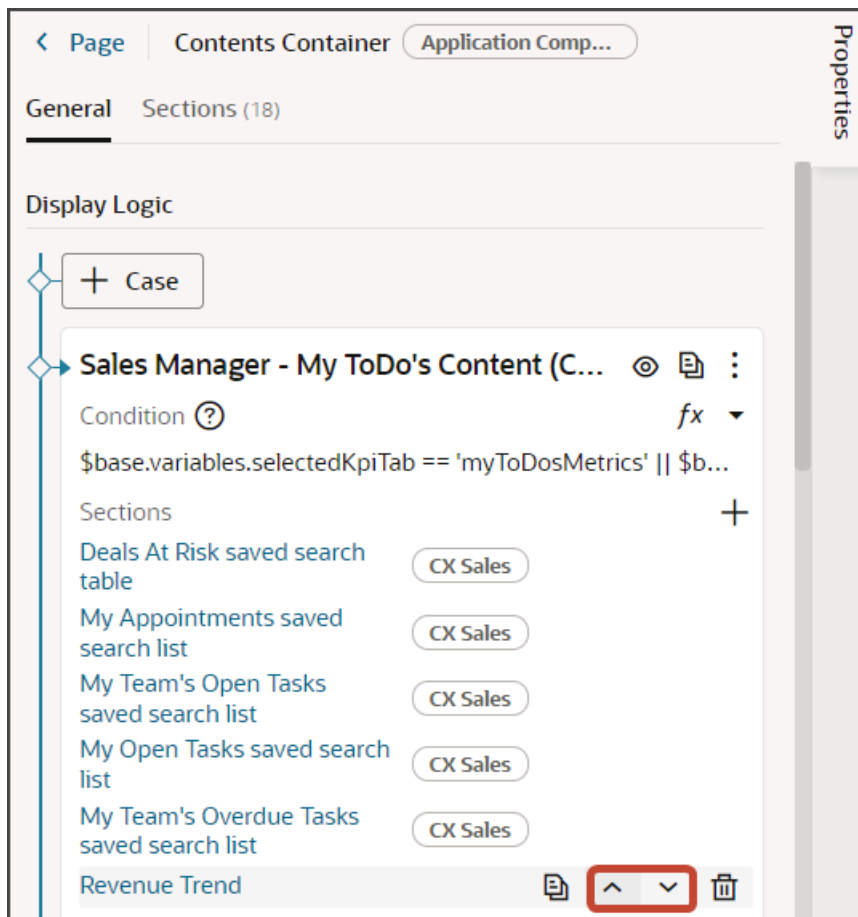 Page
Contents Container
Application Comp...
Properties
General
Sections (18)
Display Logic
+ Case
Sales Manager - My ToDo's Content (C...
Condition ?
fx
$base.variables.selectedKpiTab == 'myToDosMetrics' || $b...
Sections
Deals At Risk saved search
table
CX Sales
My Appointments saved
search list
CX Sales
My Team's Open Tasks
saved search list
CX Sales
My Open Tasks saved search
list
CX Sales
My Team's Overdue Tasks
saved search list
CX Sales
Revenue Trend